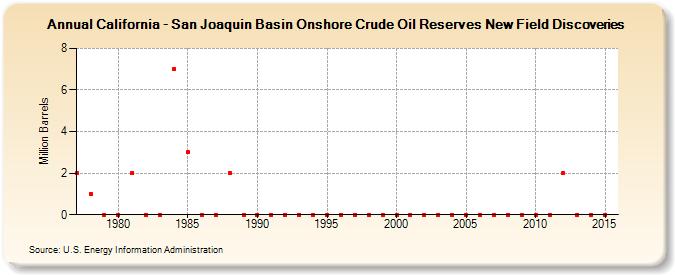 Annual California - San Joaquin Basin Onshore Crude Oil Reserves New Field Discoveries
Million Barrels
8
6
4
2
0
1980 1985 1990 1995 2000 2005 2010 2015
Source: U.S. Energy Information Administration